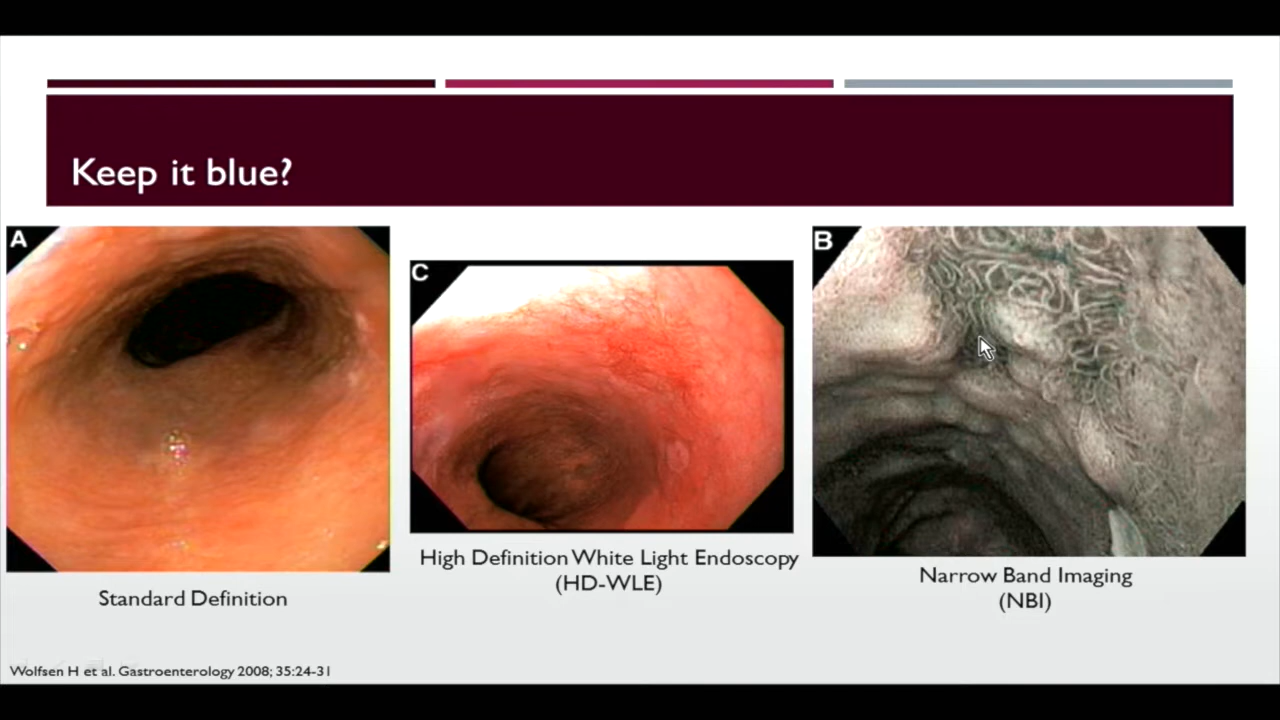 Keep it blue?
A
C
B
High Definition White Light Endoscopy
(HD-WLE)
Narrow Band Imaging
(NBI)
Standard Definition
Wolfsen H et al. Gastroenterology 2008; 35:24-31